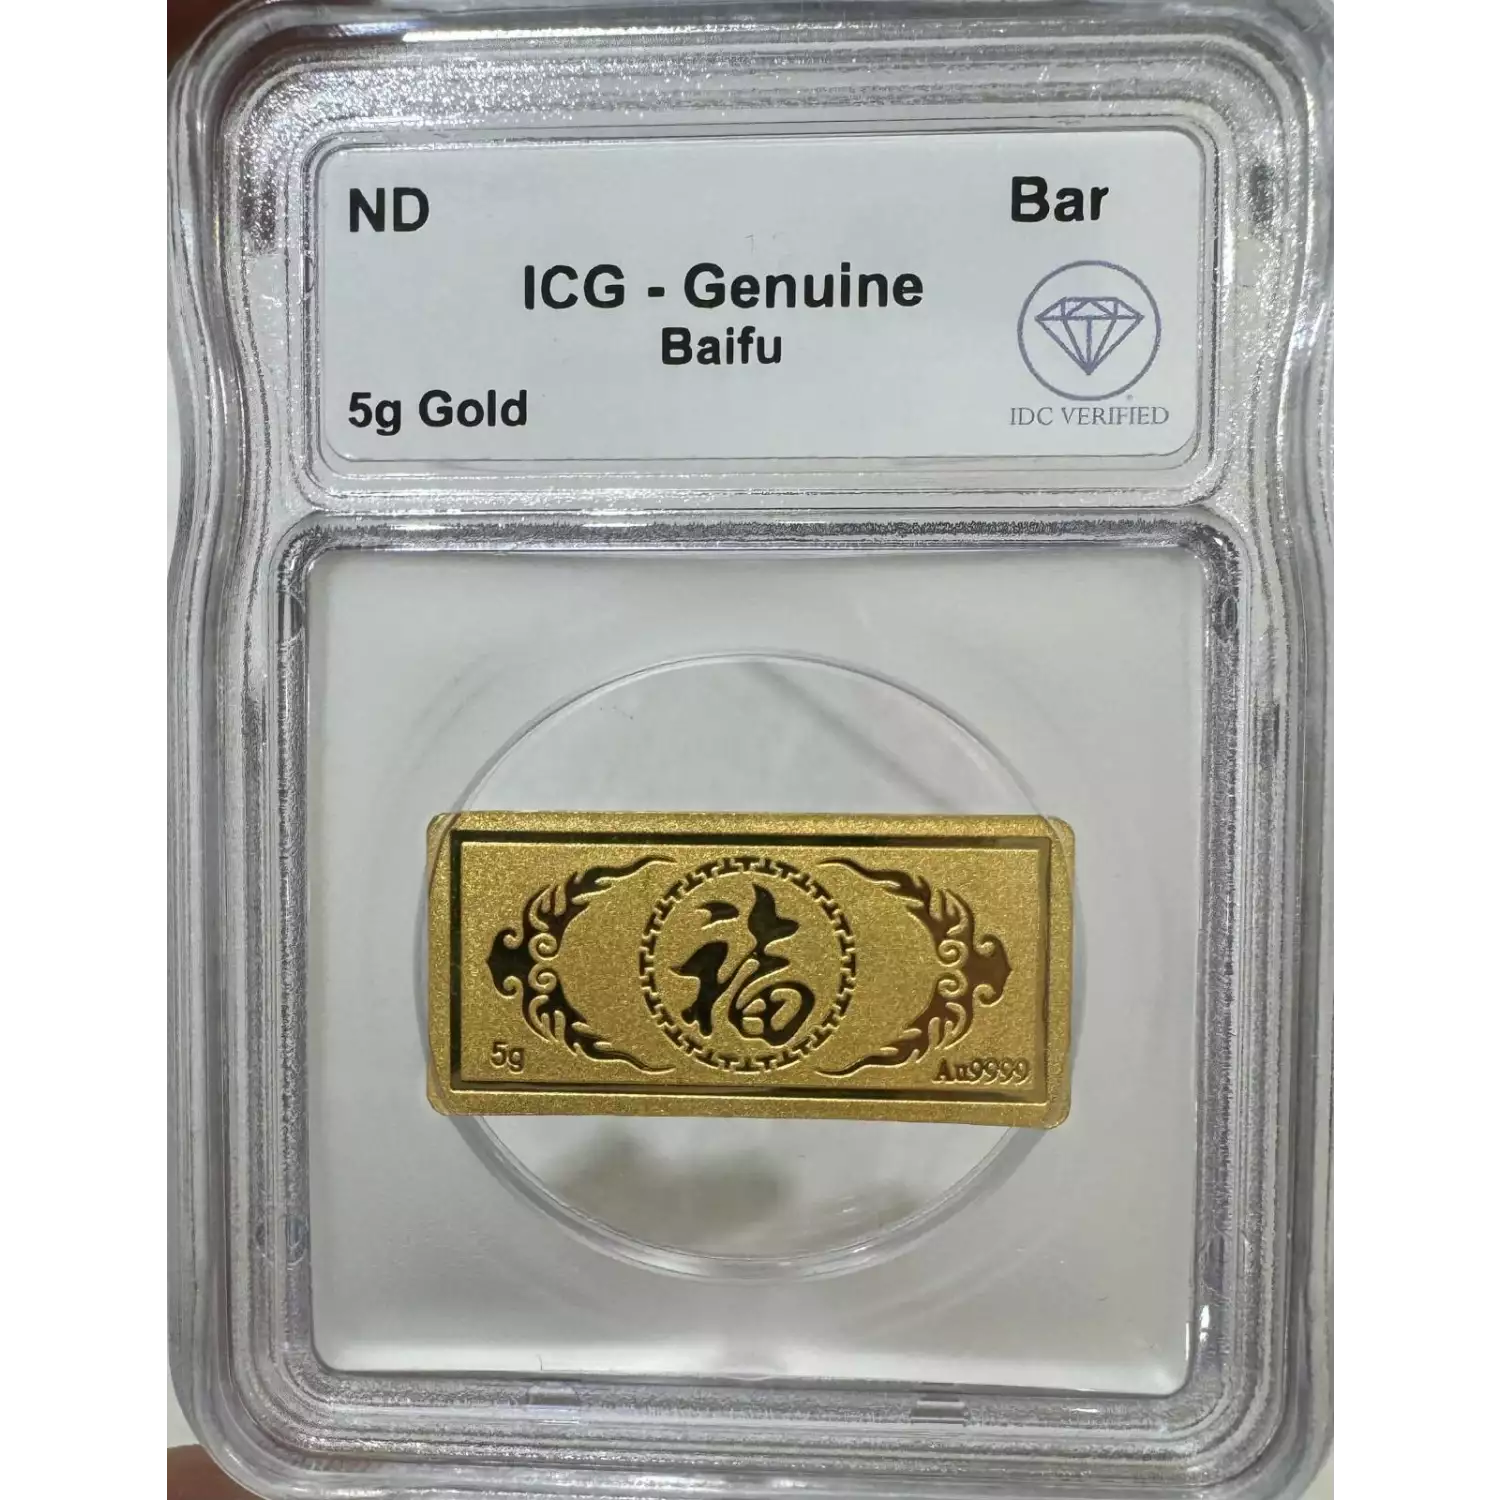 ND
Bar
ICG - Genuine
Baifu
5g Gold
IDC VERIFIED
福
5g
Au9999